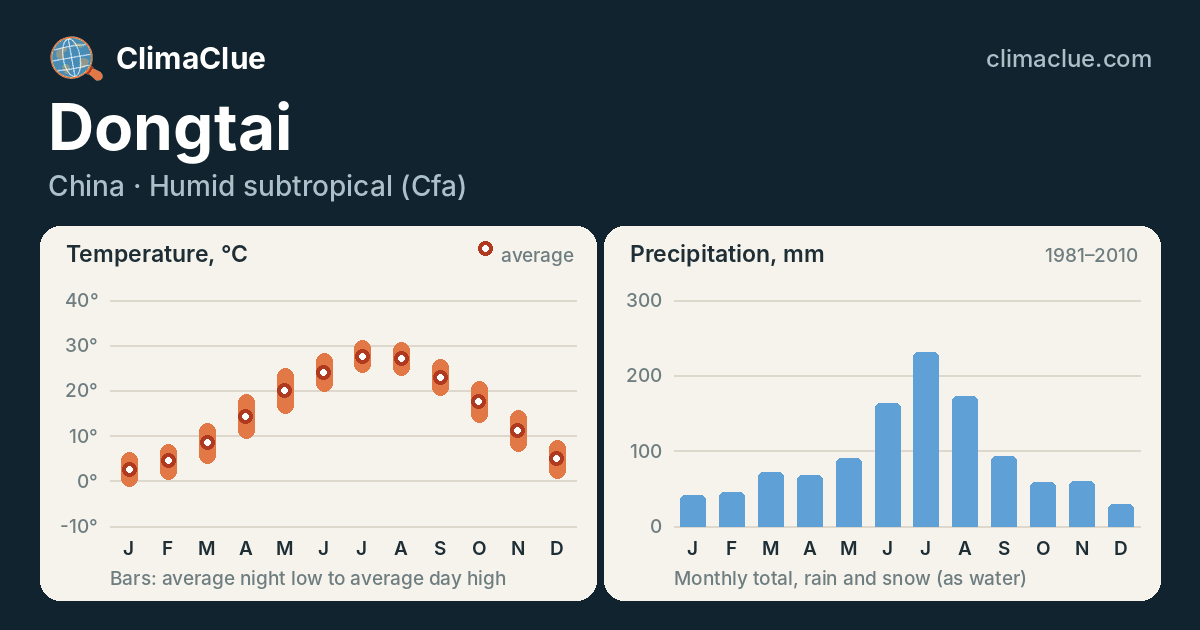 ClimaClue
climaclue.com
Dongtai
China · Humid subtropical (Cfa)
Temperature, °C
average
40°
30°
20°
10°
0°
-10°
J F M A M J J A S O N D
Bars: average night low to average day high
Precipitation, mm
1981–2010
300
200
100
0
J F M A M J J A S O N D
Monthly total, rain and snow (as water)